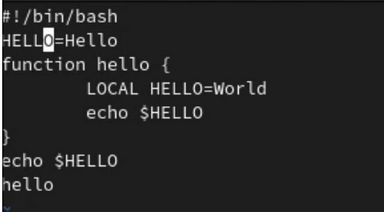 #!/bin/bash
HELLO=Hello
function hello {
        LOCAL HELLO=World
        echo $HELLO
}
echo $HELLO
hello
~